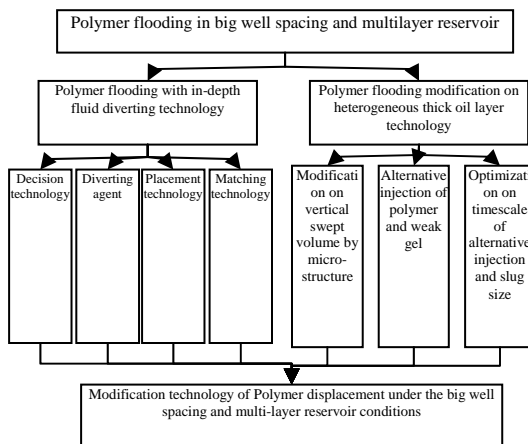 Polymer flooding in big well spacing and multilayer reservoir
Polymer flooding with in-depth
fluid diverting technology
Polymer flooding modification on
heterogeneous thick oil layer
technology
Decision
technology
Diverting
agent
Placement
technology
Matching
technology
Modificati
on on
vertical
swept
volume by
micro-
structure
Alternative
injection of
polymer
and weak
gel
Optimizati
on on
timescale
of
alternative
injection
and slug
size
Modification technology of Polymer displacement under the big well
spacing and multi-layer reservoir conditions